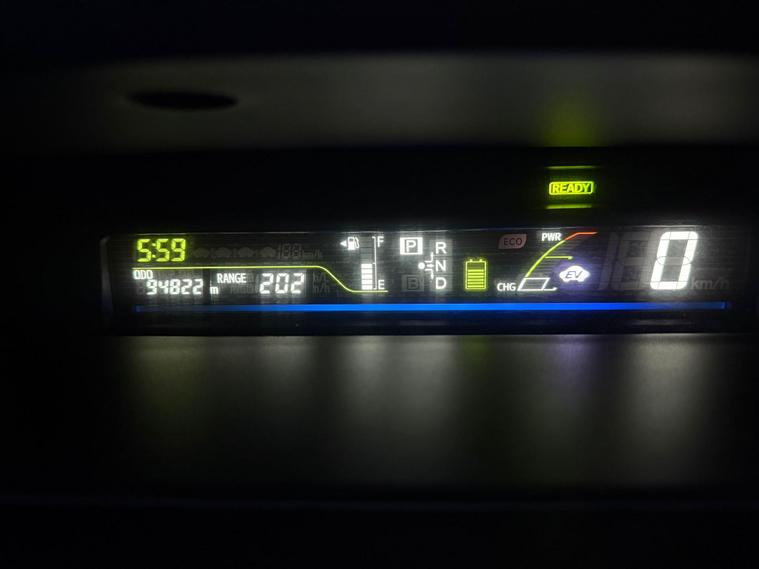 READY
5:59
ODO
94822
RANGE
202
F
E
P
R
N
D
B
ECO
PWR
EV
CHG
0
km/h